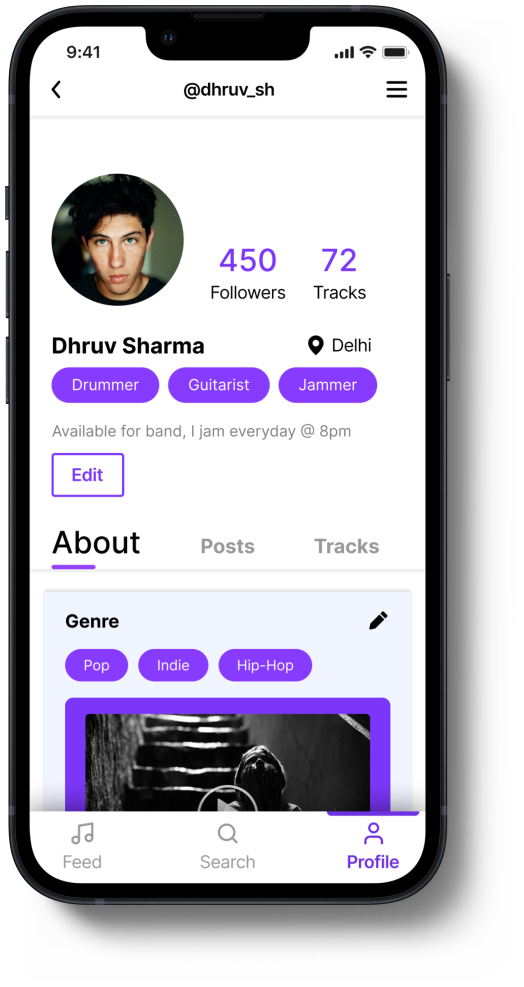 9:41
@dhruv_sh
450 72
Followers Tracks
Dhruv Sharma Delhi
Drummer Guitarist Jammer
Available for band, I jam everyday @ 8pm
Edit
About Posts Tracks
Genre
Pop Indie Hip-Hop
Feed Search Profile